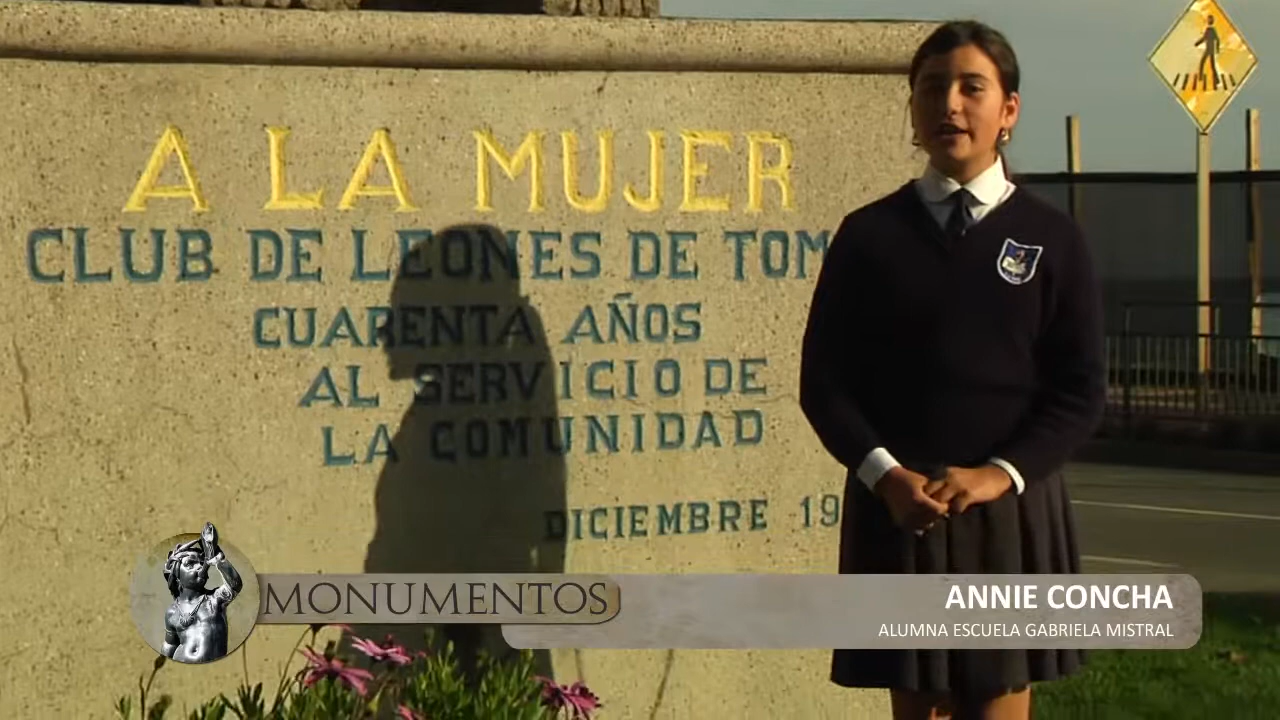 A LA MUJER
CLUB DE LEONES DE TOM
CUARENTA AÑOS
AL SERVICIO DE
LA COMUNIDAD
DICIEMBRE 19
MONUMENTOS
ANNIE CONCHA
ALUMNA ESCUELA GABRIELA MISTRAL